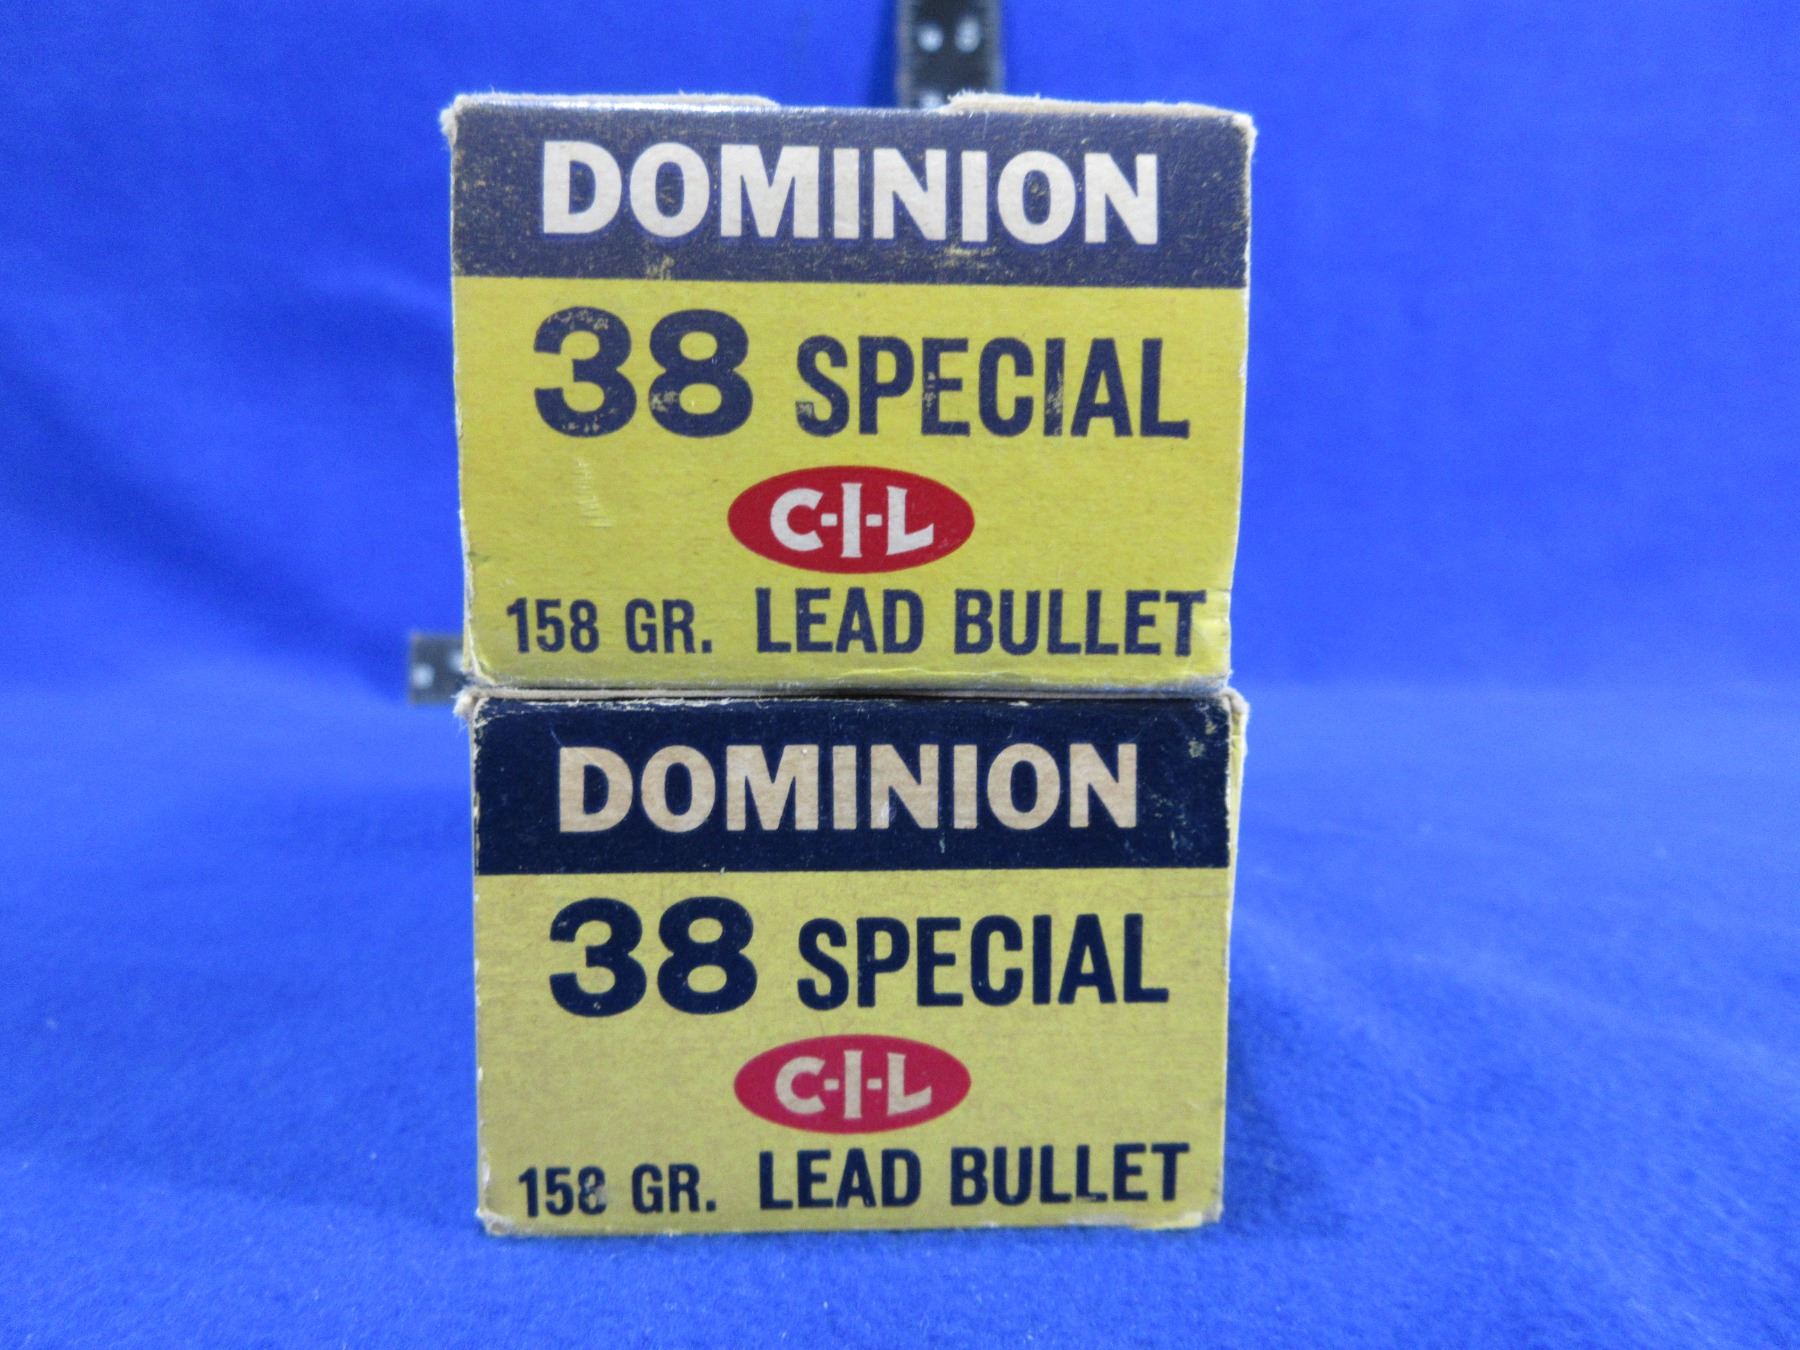 DOMINION
38 SPECIAL
C-I-L
158 GR. LEAD BULLET
DOMINION
38 SPECIAL
C-I-L
158 GR. LEAD BULLET